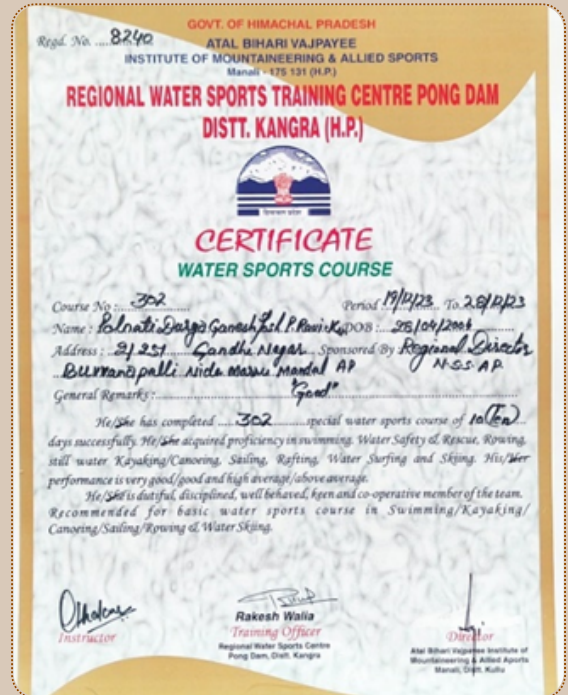 GOVT. OF HIMACHAL PRADESH
Regd. No. ....8240
ATAL BIHARI VAJPAYEE
INSTITUTE OF MOUNTAINEERING & ALLIED SPORTS
Manali - 175 131 (H.P.)
REGIONAL WATER SPORTS TRAINING CENTRE PONG DAM
DISTT. KANGRA (H.P.)
CERTIFICATE
WATER SPORTS COURSE
Course No :.....302......... Period 19/12/23 To 28/12/23
Name : Polnati Durga Ganesh P. Ravi K. DOB : 28/04/2004
Address : 2/251 Gandhi Nagar Sponsored By Regional Director
Mandal AP N.S.S. A.P.
General Remarks : "Good"
He/She has completed ....302.......special water sports course of 10(Ten)
days successfully. He/She acquired proficiency in swimming. Water Safety & Rescue, Rowing,
still water Kayaking/Canoeing, Sailing, Rafting, Water Surfing and Skiing. His/Her
performance is very good/good and high average/above average.
He/She is dutiful, disciplined, well behaved, keen and co-operative member of the team.
Recommended for basic water sports course in Swimming/Kayaking/
Canoeing/Sailing/Rowing & Water Skiing.
Instructor
Rakesh Walia
Training Officer
Regional Water Sports Centre
Pong Dam, Distt. Kangra
Director
Atal Bihari Vajpayee Institute of
Mountaineering & Allied Aports
Manali, Distt. Kullu